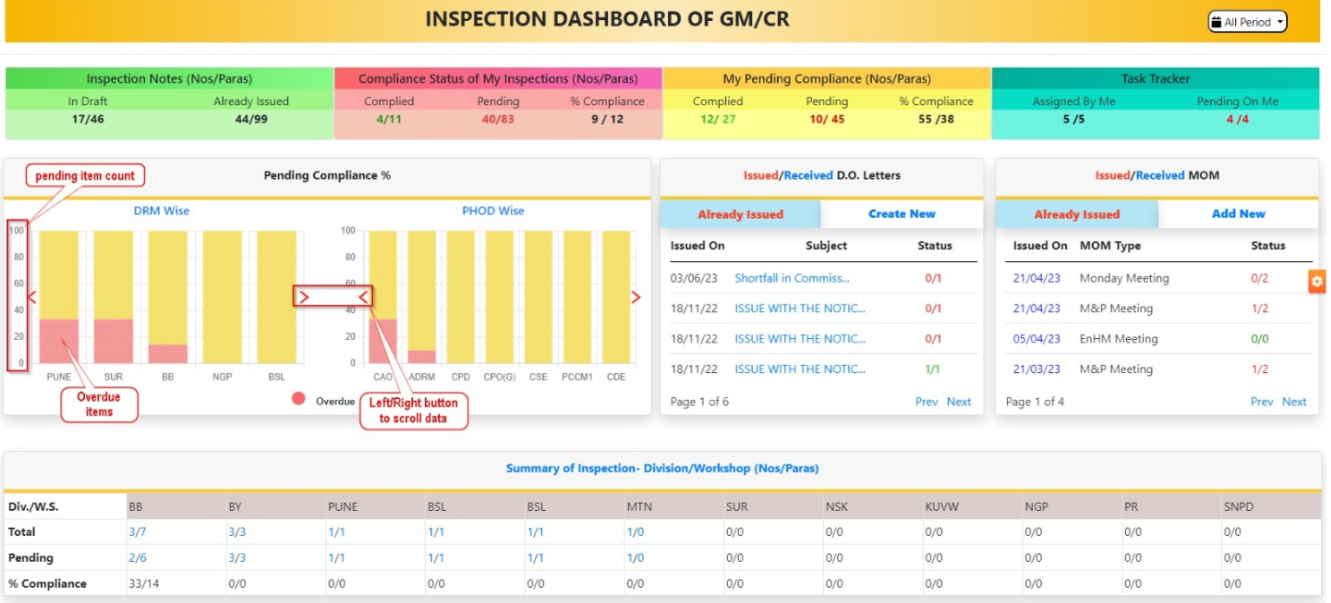 INSPECTION DASHBOARD OF GM/CR
All Period
Inspection Notes (Nos/Paras)
In Draft Already Issued
17/46 44/99
Compliance Status of My Inspections (Nos/Paras)
Complied Pending % Compliance
4/11 40/83 9 / 12
My Pending Compliance (Nos/Paras)
Complied Pending % Compliance
12/ 27 10/ 45 55 /38
Task Tracker
Assigned By Me Pending On Me
5 /5 4 /4
pending item count
Pending Compliance %
DRM Wise
100
80
60
40
20
0
PUNE SUR BB NGP BSL
PHOD Wise
100
80
60
40
20
0
CAO ADRM CPD CPO(G) CSE PCCM1 CDE
Overdue
items
Overdue
Left/Right button
to scroll data
Issued/Received D.O. Letters
Already Issued Create New
Issued On Subject Status
03/06/23 Shortfall in Commiss... 0/1
18/11/22 ISSUE WITH THE NOTIC... 0/1
18/11/22 ISSUE WITH THE NOTIC... 0/1
18/11/22 ISSUE WITH THE NOTIC... 1/1
Page 1 of 6 Prev Next
Issued/Received MOM
Already Issued Add New
Issued On MOM Type Status
21/04/23 Monday Meeting 0/2
21/04/23 M&P Meeting 1/2
05/04/23 EnHM Meeting 0/0
21/03/23 M&P Meeting 1/2
Page 1 of 4 Prev Next
Summary of Inspection- Division/Workshop (Nos/Paras)
Div./W.S. BB BY PUNE BSL BSL MTN SUR NSK KUVW NGP PR SNPD
Total 3/7 3/3 1/1 1/1 1/1 1/0 0/0 0/0 0/0 0/0 0/0 0/0
Pending 2/6 3/3 1/1 1/1 1/1 1/0 0/0 0/0 0/0 0/0 0/0 0/0
% Compliance 33/14 0/0 0/0 0/0 0/0 0/0 0/0 0/0 0/0 0/0 0/0 0/0